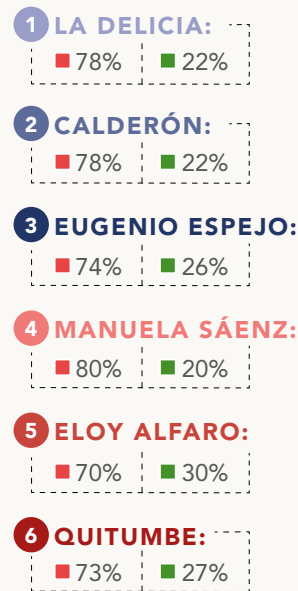 1 LA DELICIA:
78% 22%
2 CALDERÓN:
78% 22%
3 EUGENIO ESPEJO:
74% 26%
4 MANUELA SÁENZ:
80% 20%
5 ELOY ALFARO:
70% 30%
6 QUITUMBE:
73% 27%